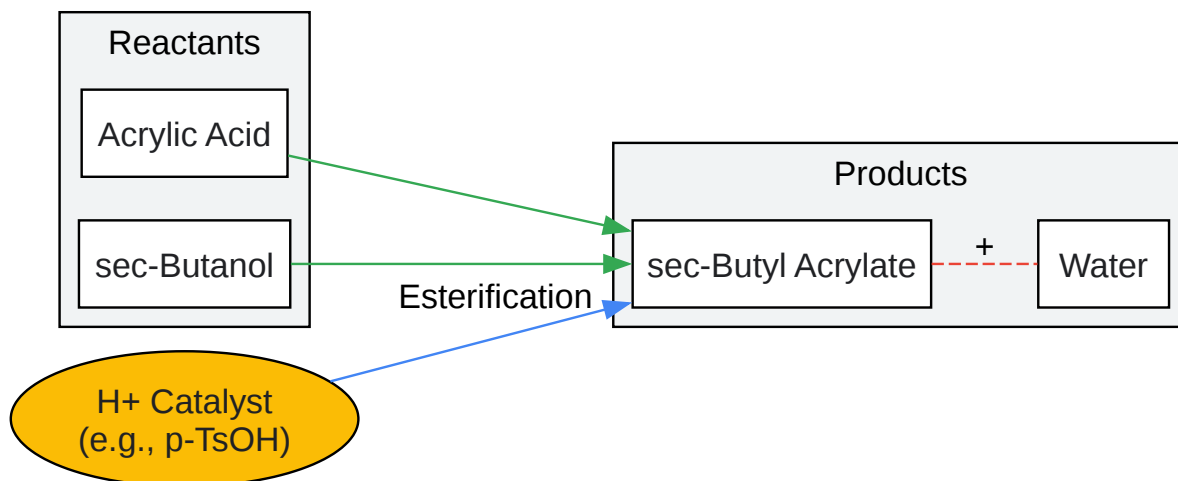 Reactants
Acrylic Acid
sec-Butanol
Products
sec-Butyl Acrylate
+
Water
Esterification
H+ Catalyst
(e.g., p-TsOH)